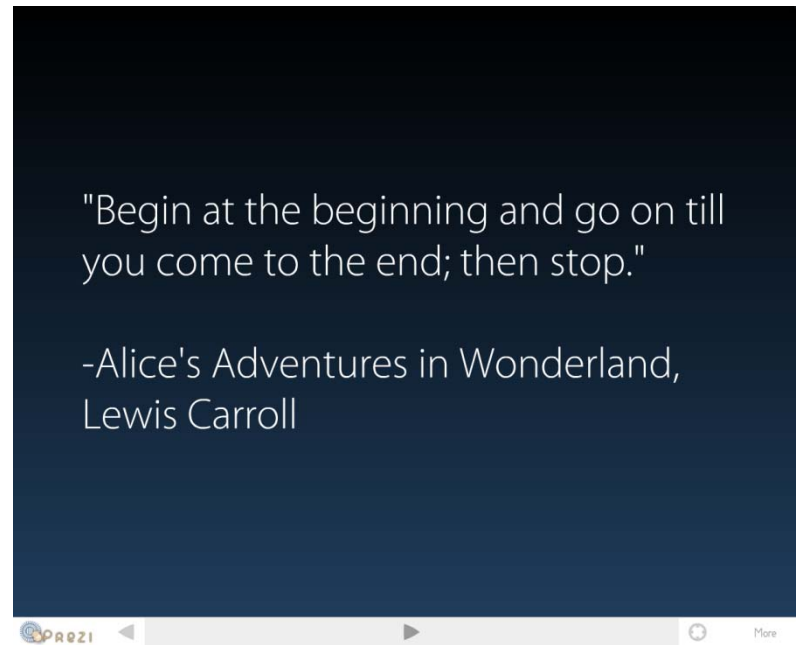 "Begin at the beginning and go on till
you come to the end; then stop."
-Alice's Adventures in Wonderland,
Lewis Carroll
PREZI
More